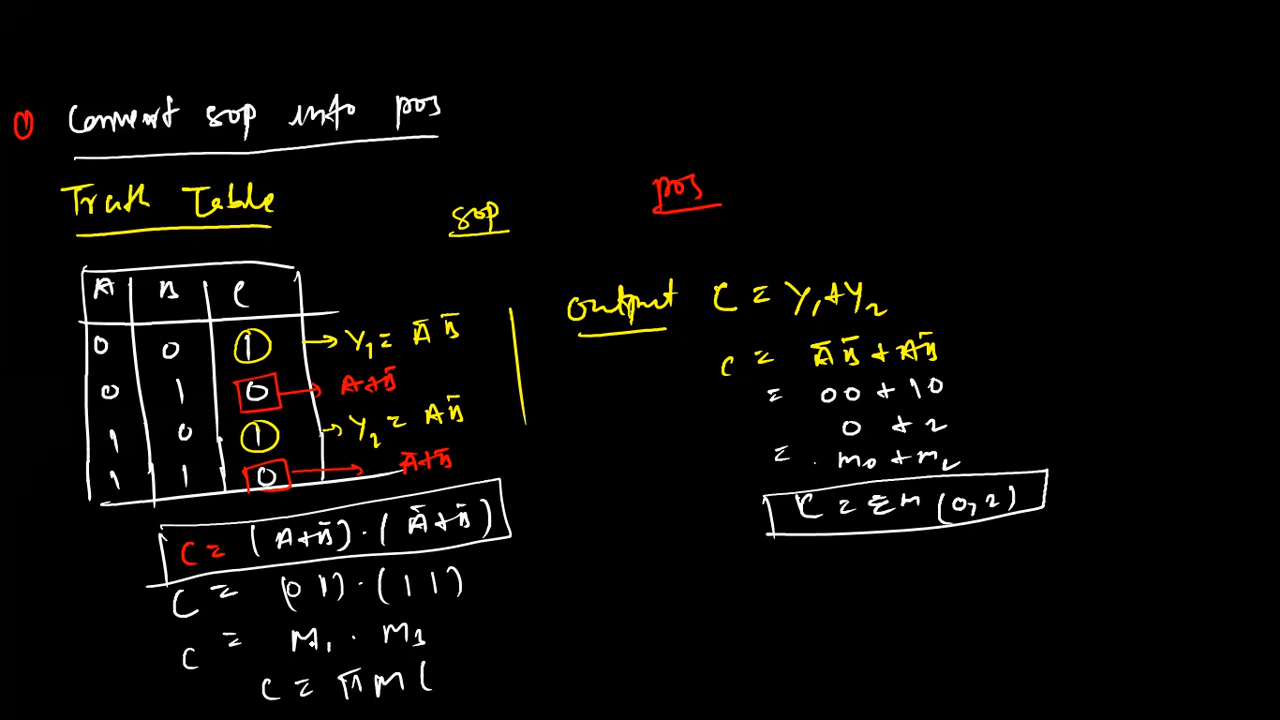 ① Convert sop into pos
Truth Table
sop
pos
A B C
0 0 1 → Y₁ = A̅ B̅
0 1 0 → A+B̅
1 0 1 → Y₂ = A B̅
1 1 0 → A̅+B̅
C = (A+B̅)·(A̅+B̅)
C = (0 1)·(1 1)
C = M₁ . M₃
C = πM (
output C = Y₁+Y₂
C = A̅ B̅ + A B̅
= 00 + 10
0 + 2
= m₀ + m₂
C = Σm (0,2)